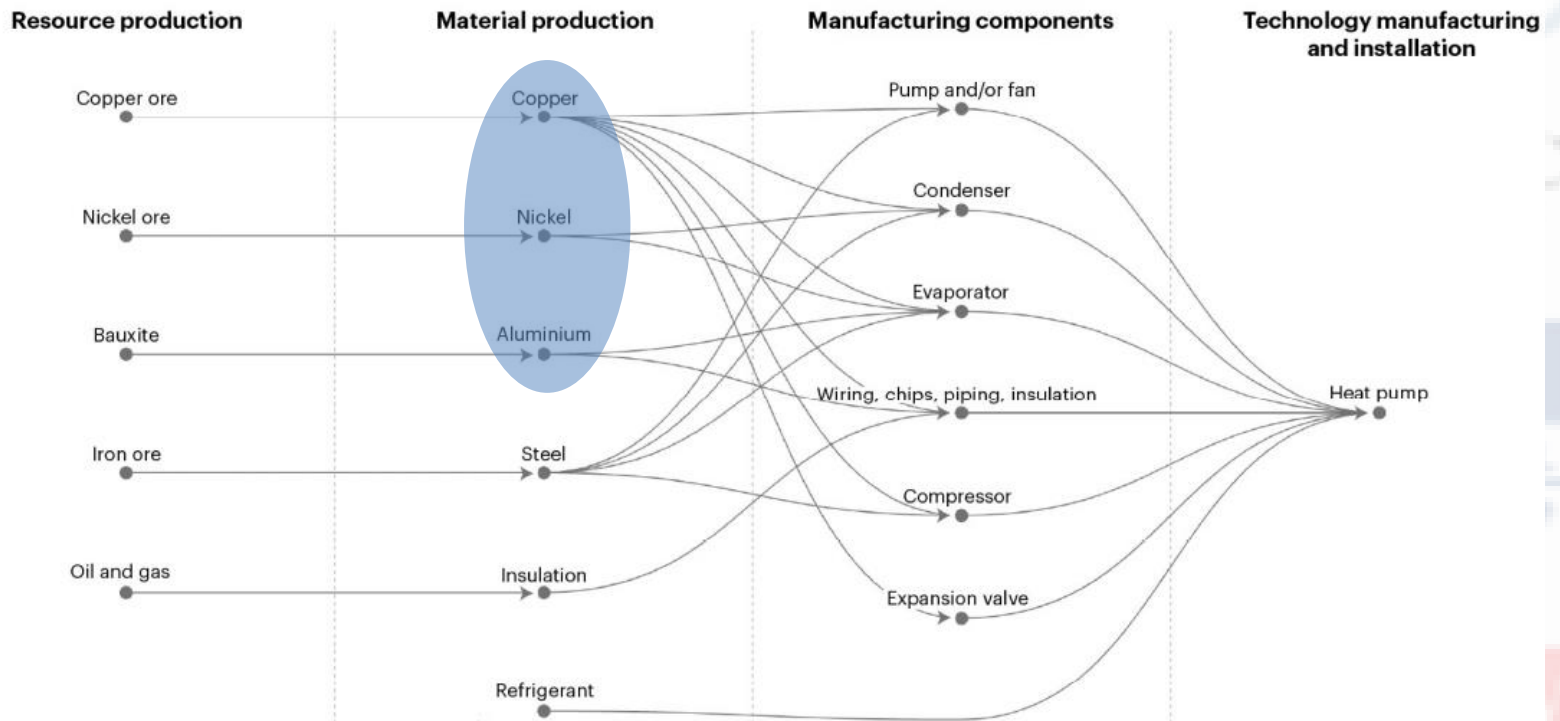 Resource production
Material production
Manufacturing components
Technology manufacturing
and installation
Copper ore
Copper
Pump and/or fan
Condenser
Nickel ore
Nickel
Evaporator
Bauxite
Aluminium
Wiring, chips, piping, insulation
Heat pump
Iron ore
Steel
Compressor
Oil and gas
Insulation
Expansion valve
Refrigerant